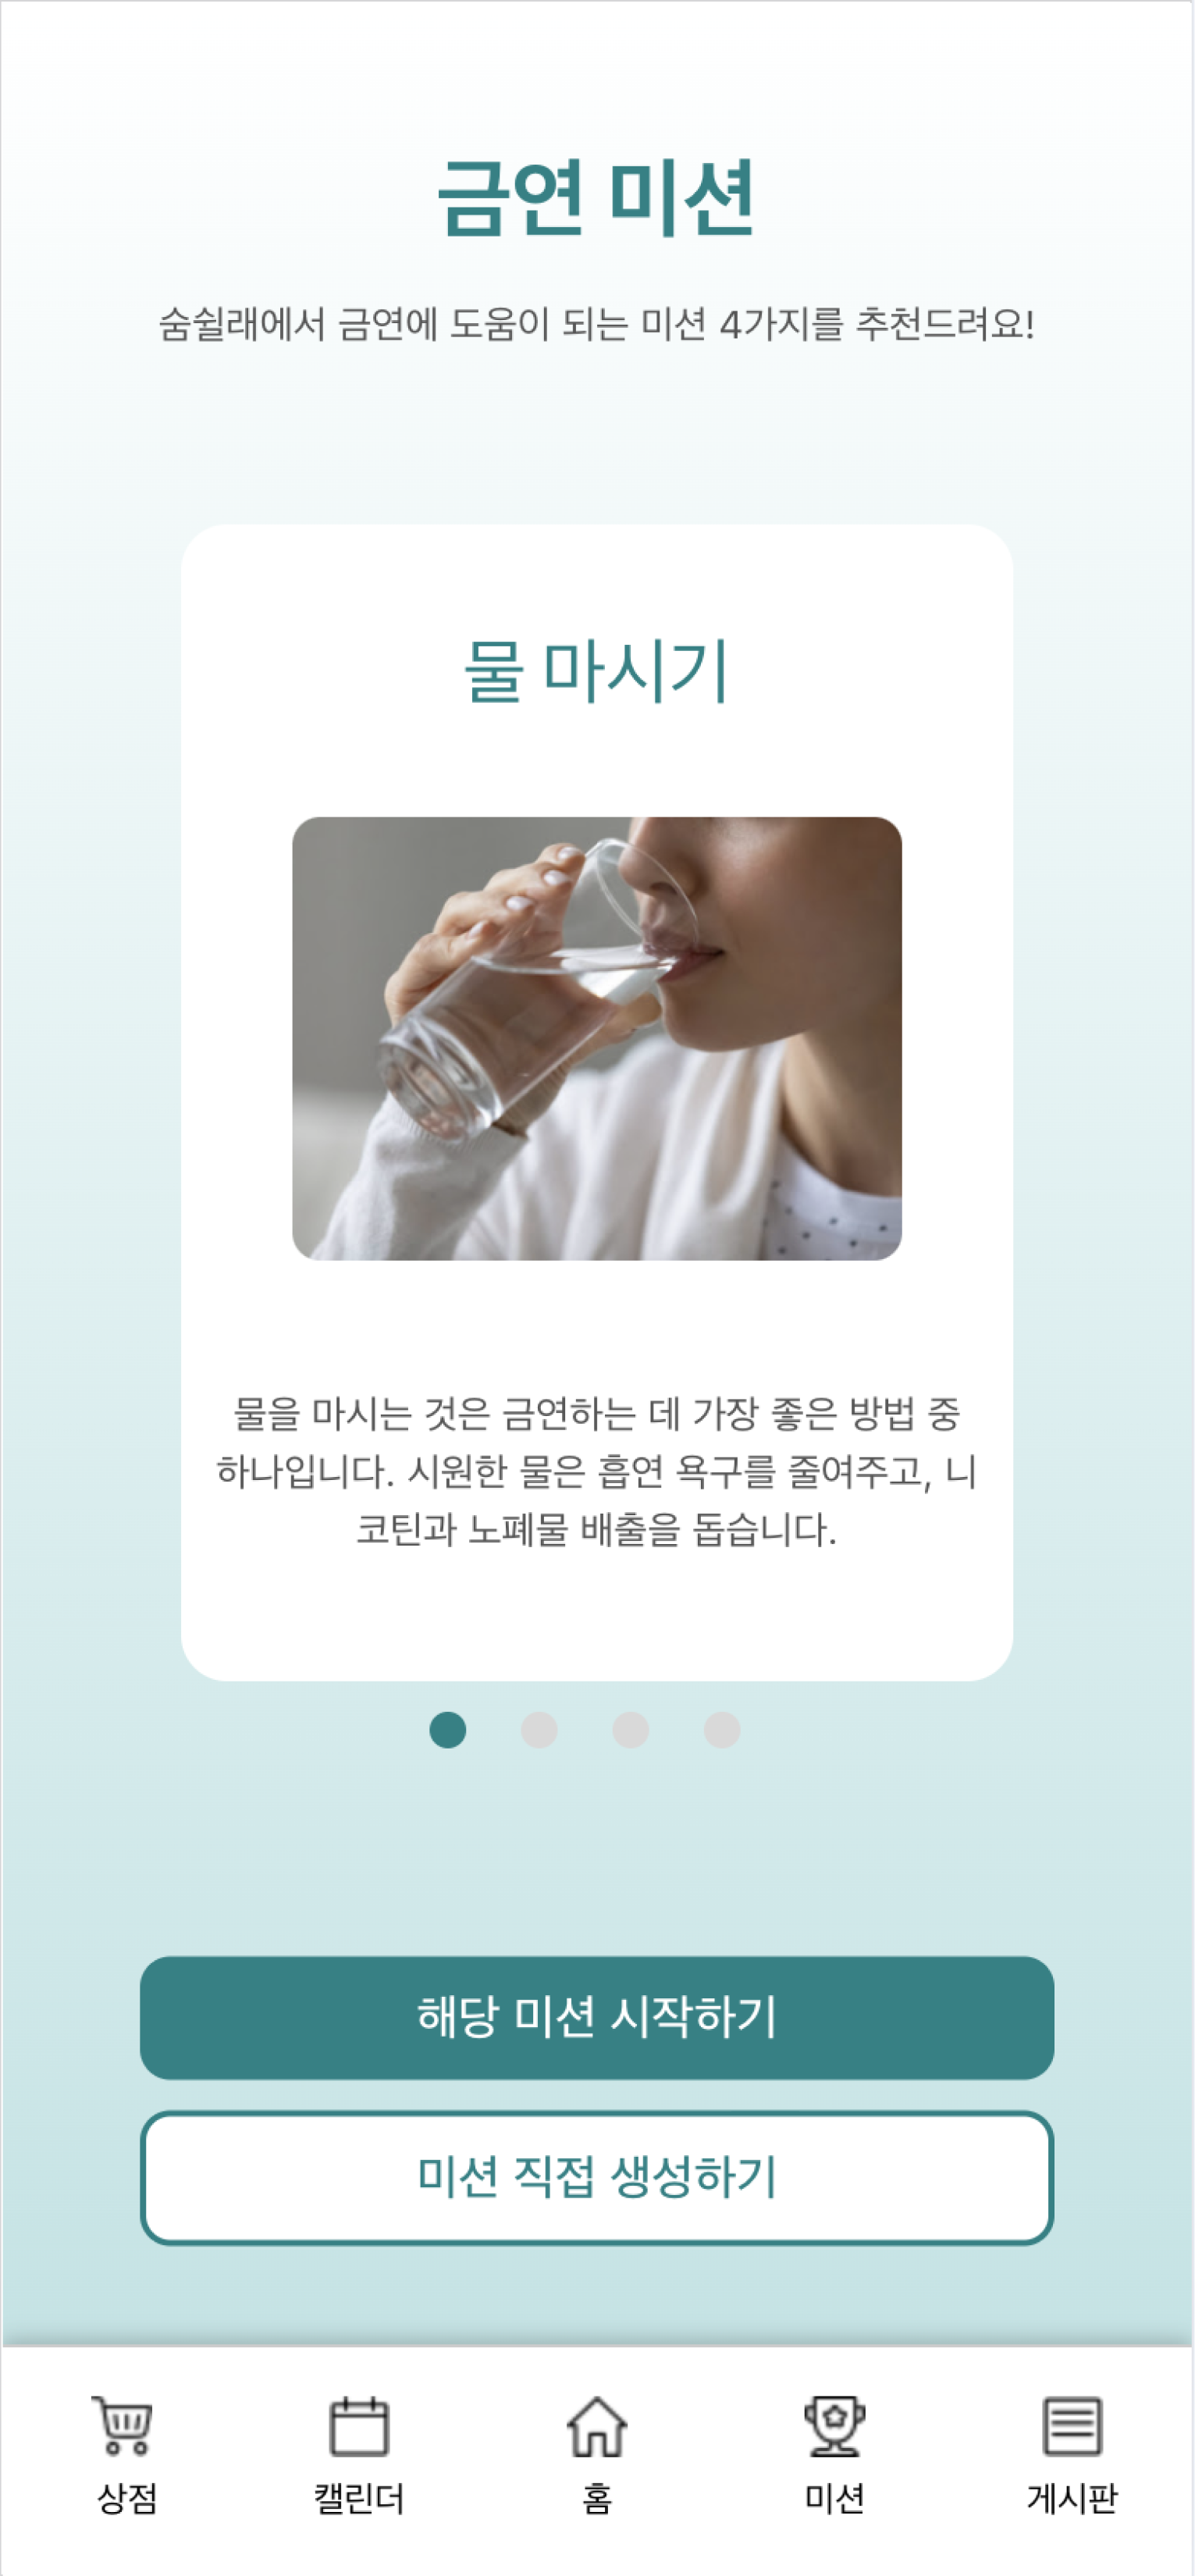 금연 미션
숨쉴래에서 금연에 도움이 되는 미션 4가지를 추천드려요!
물 마시기
물을 마시는 것은 금연하는 데 가장 좋은 방법 중
하나입니다. 시원한 물은 흡연 욕구를 줄여주고, 니
코틴과 노폐물 배출을 돕습니다.
해당 미션 시작하기
미션 직접 생성하기
상점
캘린더
홈
미션
게시판